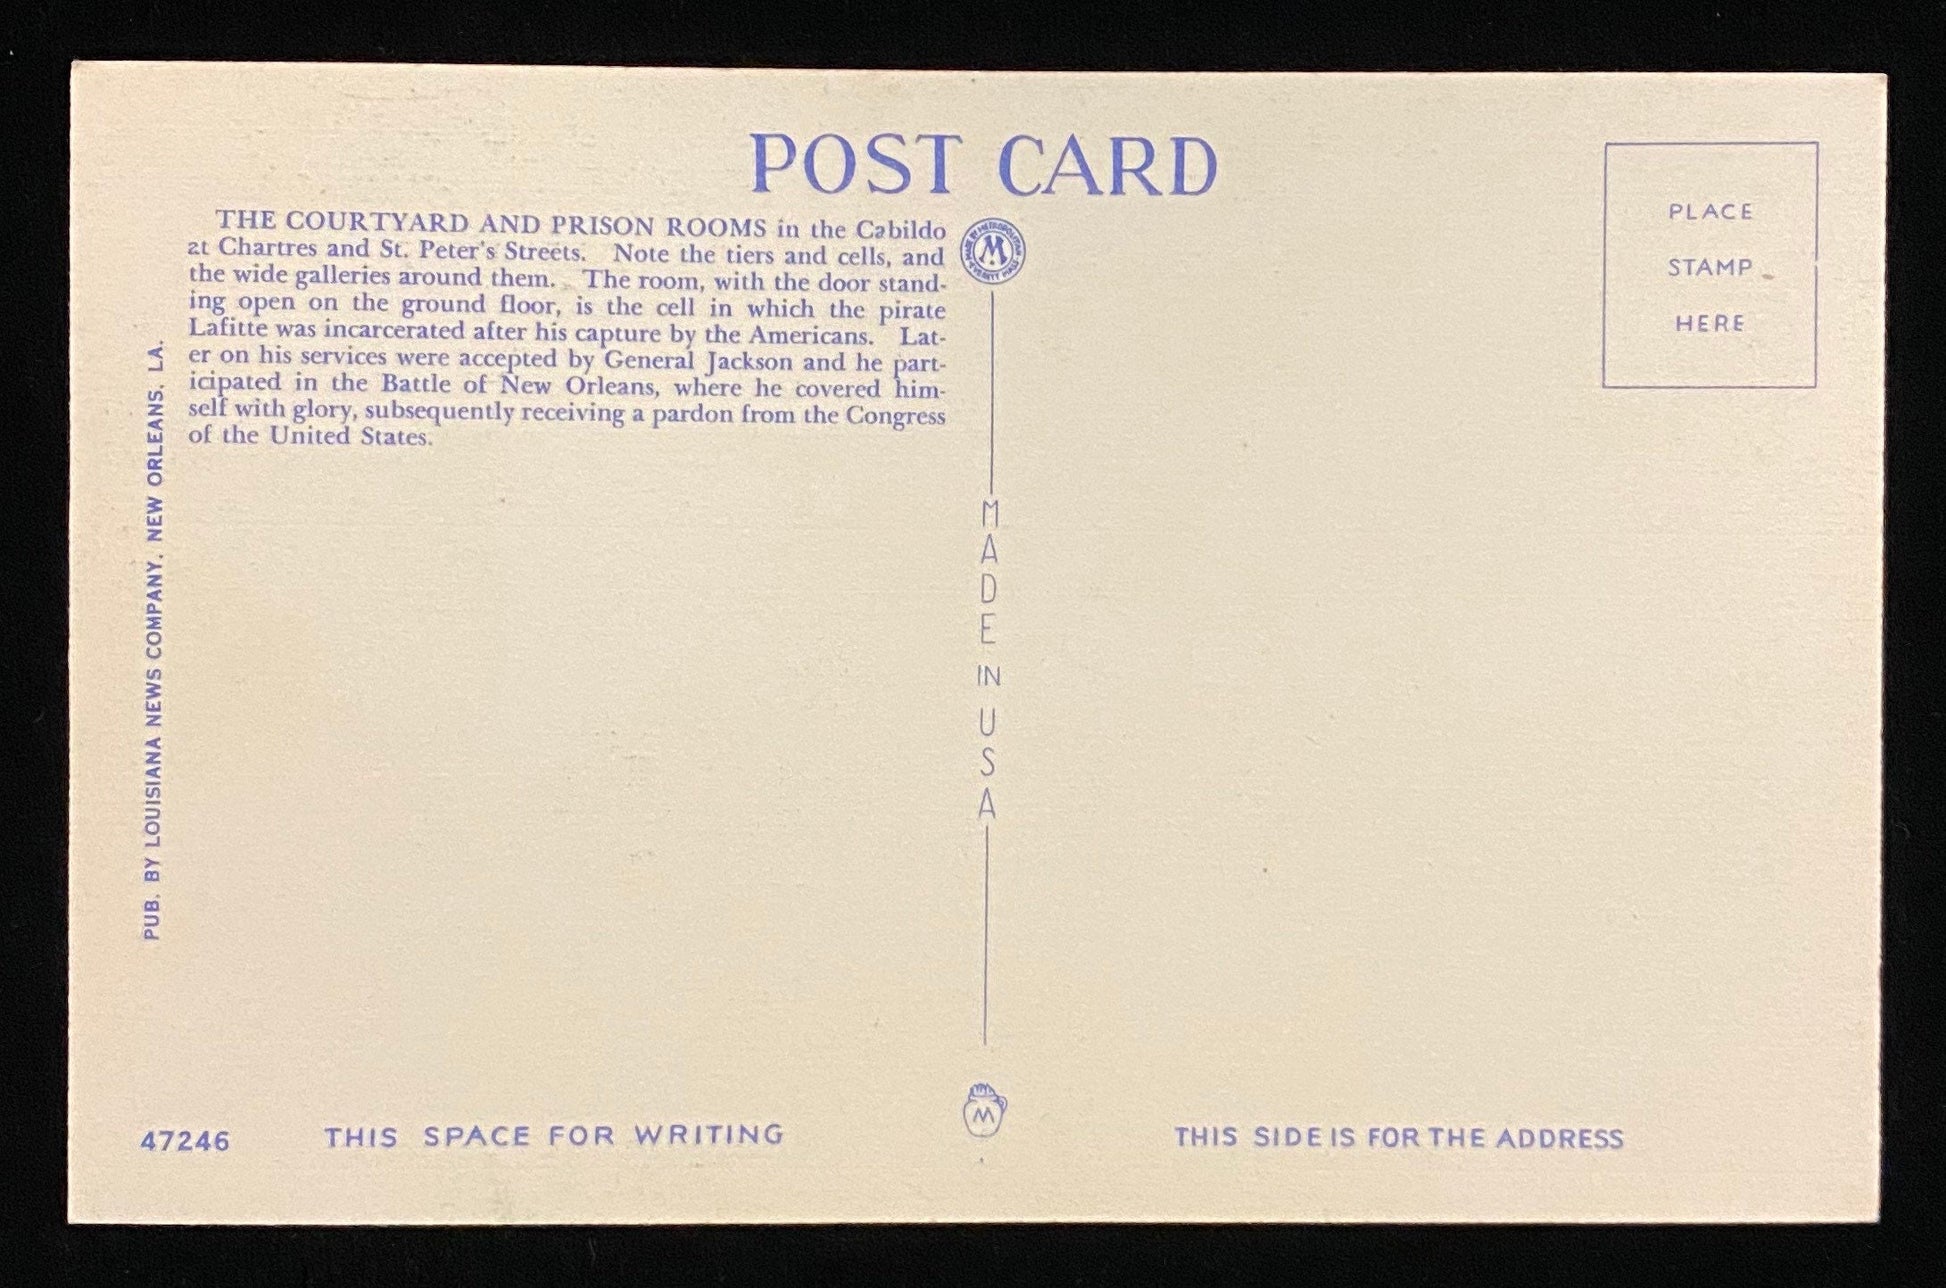 POST CARD
THE COURTYARD AND PRISON ROOMS in the Cabildo
at Chartres and St. Peter's Streets. Note the tiers and cells, and
the wide galleries around them. The room, with the door stand-
ing open on the ground floor, is the cell in which the pirate
Lafitte was incarcerated after his capture by the Americans. Lat-
er on his services were accepted by General Jackson and he part-
icipated in the Battle of New Orleans, where he covered him-
self with glory, subsequently receiving a pardon from the Congress
of the United States.
PUB. BY LOUISIANA NEWS COMPANY, NEW ORLEANS, LA.
MADE BY METROPOLITAN
M
EVERETT MASS
MADE IN USA
M
PLACE
STAMP
HERE
47246
THIS SPACE FOR WRITING
THIS SIDE IS FOR THE ADDRESS